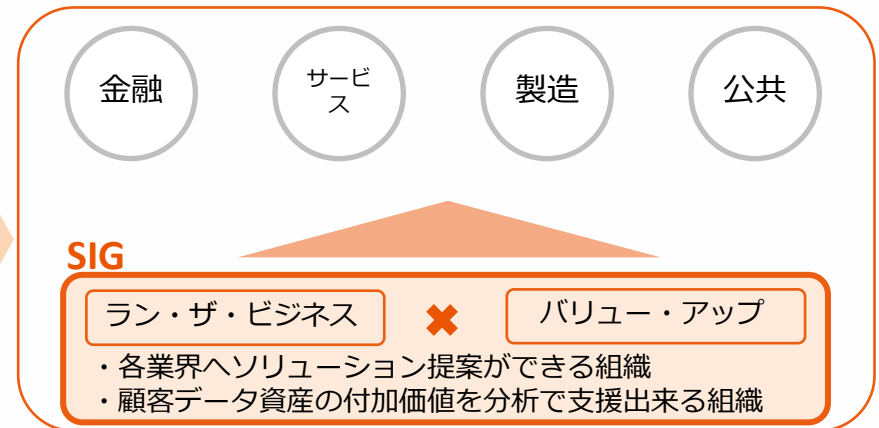 金融
サービ
ス
製造
公共
SIG
ラン・ザ・ビジネス
✖
バリュー・アップ
・各業界へソリューション提案ができる組織
・顧客データ資産の付加価値を分析で支援出来る組織